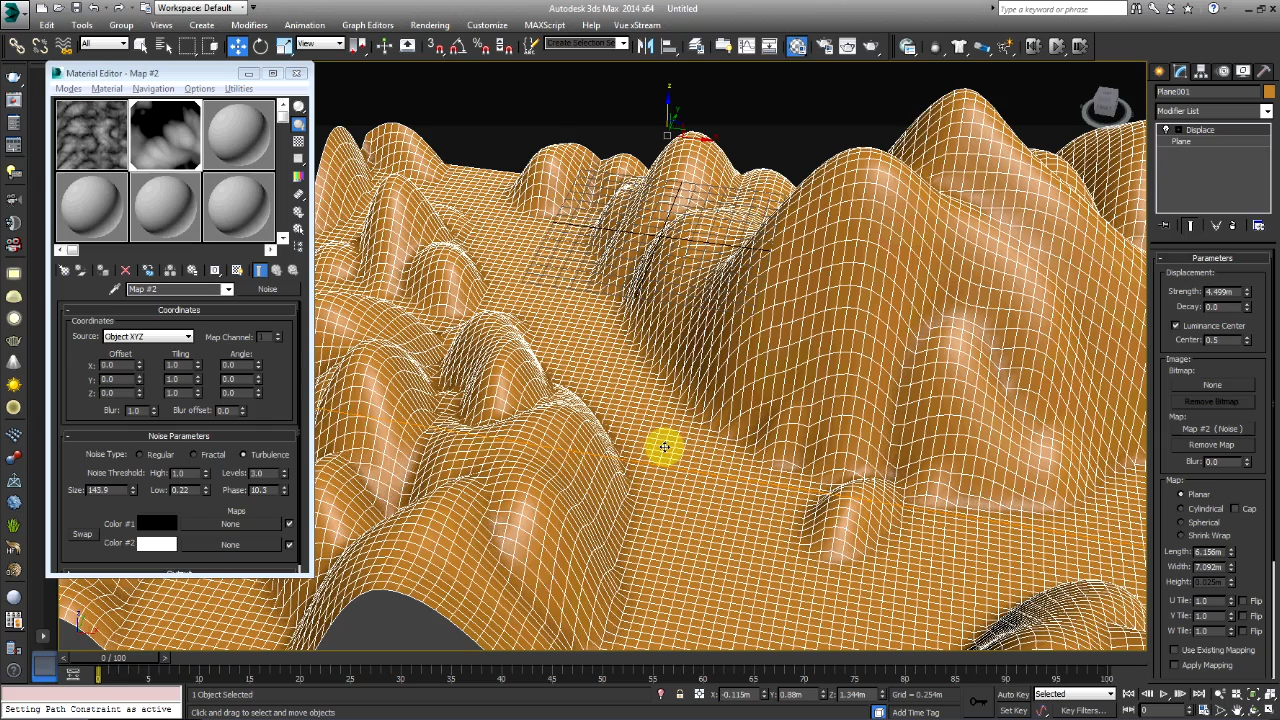 Workspace: Default
Autodesk 3ds Max 2014 x64    Untitled
Type a keyword or phrase
Edit Tools Group Views Create Modifiers Animation Graph Editors Rendering Customize MAXScript Help Vue xStream
All
View
Create Selection Se
Material Editor - Map #2
Modes Material Navigation Options Utilities
Map #2
Noise
Coordinates
Coordinates
Source: Object XYZ Map Channel: 1
Offset Tiling Angle:
X: 0.0 1.0 0.0
Y: 0.0 1.0 0.0
Z: 0.0 1.0 0.0
Blur: 1.0 Blur offset: 0.0
Noise Parameters
Noise Type: Regular Fractal Turbulence
Noise Threshold: High: 1.0 Levels: 3.0
Size: 143.9 Low: 0.22 Phase: 10.3
Maps
Color #1 None
Swap
Color #2 None
z
y
x
z
Plane001
Modifier List
Displace
Plane
Parameters
Displacement:
Strength: 4.499m
Decay: 0.0
Luminance Center
Center: 0.5
Image:
Bitmap:
None
Remove Bitmap
Map:
Map #2 ( Noise )
Remove Map
Blur: 0.0
Map:
Planar
Cylindrical Cap
Spherical
Shrink Wrap
Length: 6.156m
Width: 7.092m
Height: 0.025m
U Tile: 1.0 Flip
V Tile: 1.0 Flip
W Tile: 1.0 Flip
Use Existing Mapping
Apply Mapping
0 / 100
0 5 10 15 20 25 30 35 40 45 50 55 60 65 70 75 80 85 90 95 100
1 Object Selected
X: -0.115m Y: 0.88m Z: 1.344m Grid = 0.254m
Auto Key Selected
Setting Path Constraint as active
Click and drag to select and move objects
Add Time Tag
Set Key Key Filters... 0